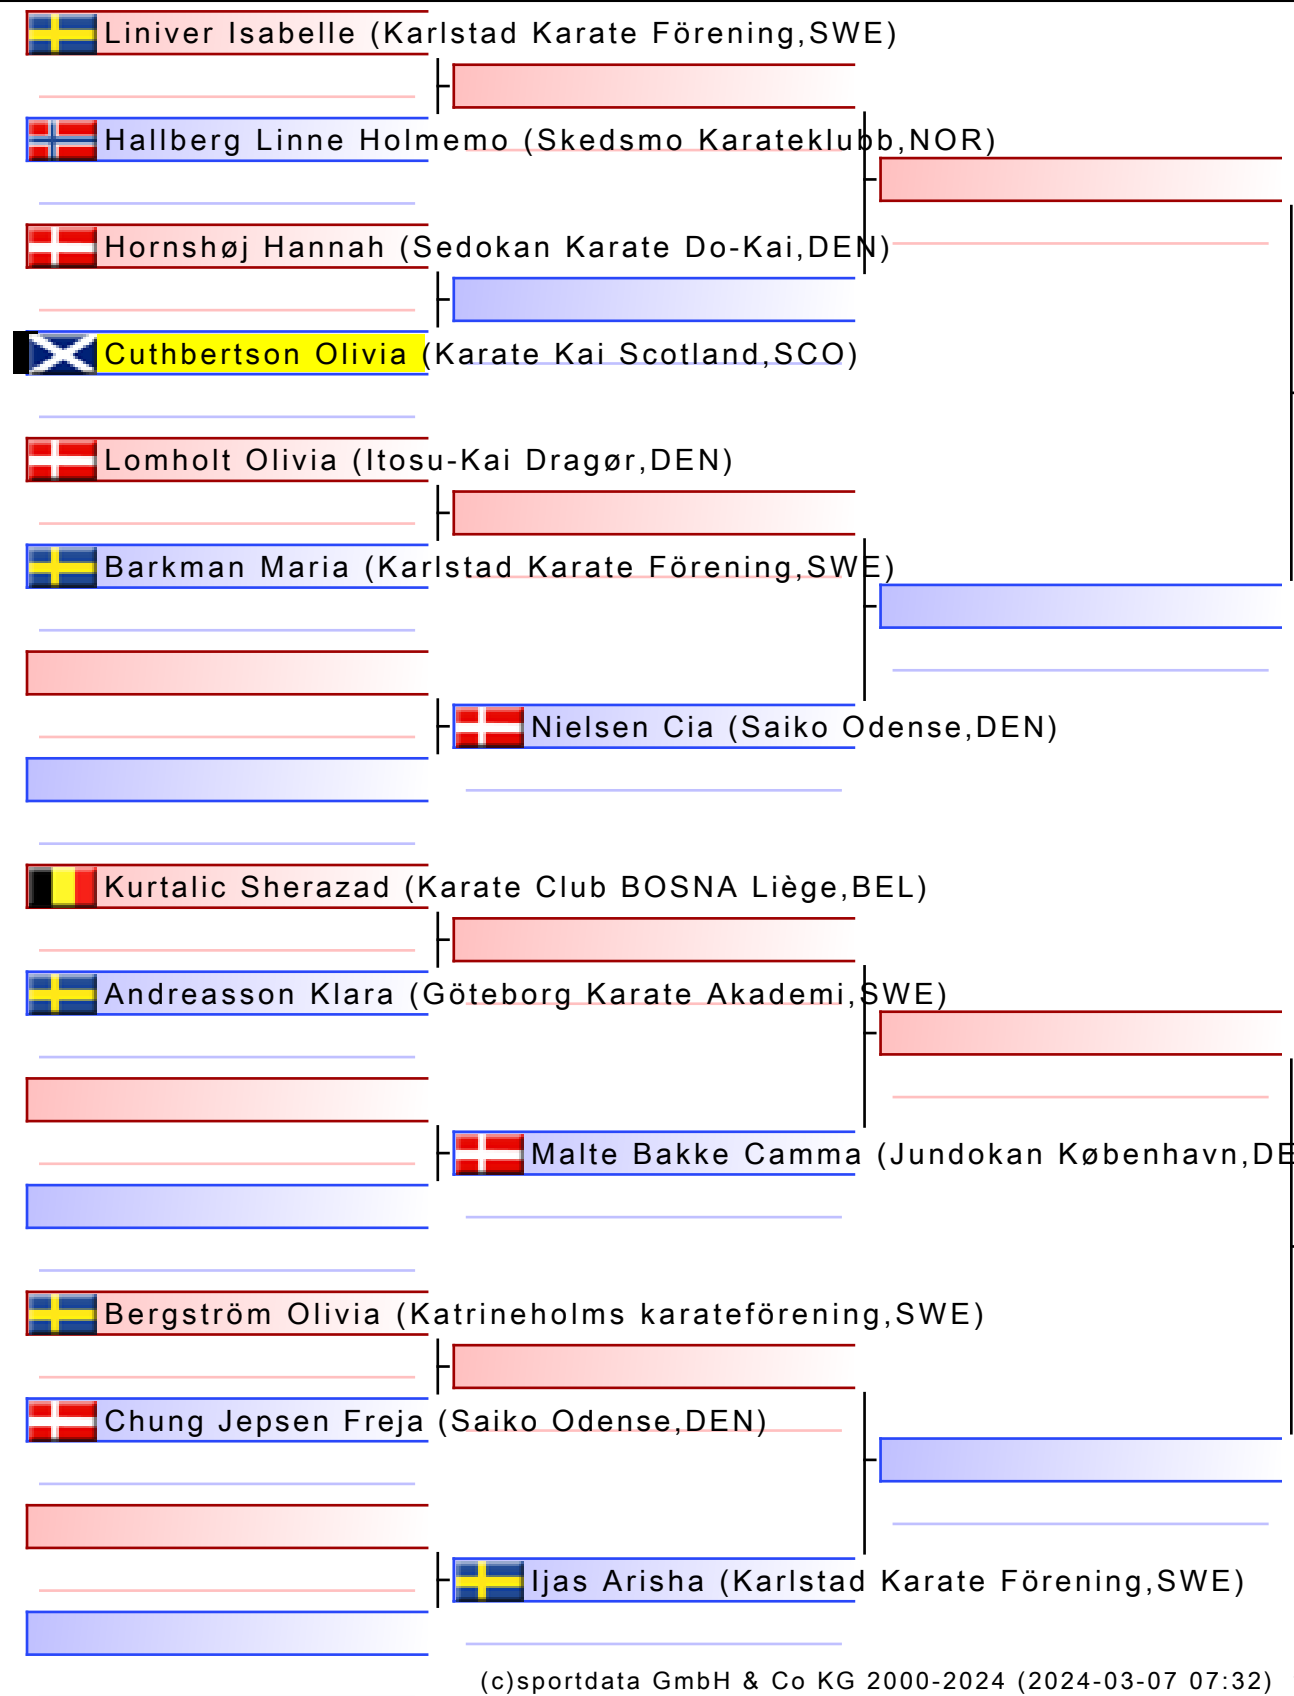 Liniver Isabelle (Karlstad Karate Förening,SWE)
Hallberg Linne Holmemo (Skedsmo Karateklubb,NOR)
Hornshøj Hannah (Sedokan Karate Do-Kai,DEN)
Cuthbertson Olivia (Karate Kai Scotland,SCO)
Lomholt Olivia (Itosu-Kai Dragør,DEN)
Barkman Maria (Karlstad Karate Förening,SWE)
Nielsen Cia (Saiko Odense,DEN)
Kurtalic Sherazad (Karate Club BOSNA Liège,BEL)
Andreasson Klara (Göteborg Karate Akademi,SWE)
Malte Bakke Camma (Jundokan København,DE
Bergström Olivia (Katrineholms karateförening,SWE)
Chung Jepsen Freja (Saiko Odense,DEN)
Ijas Arisha (Karlstad Karate Förening,SWE)
(c)sportdata GmbH & Co KG 2000-2024 (2024-03-07 07:32)